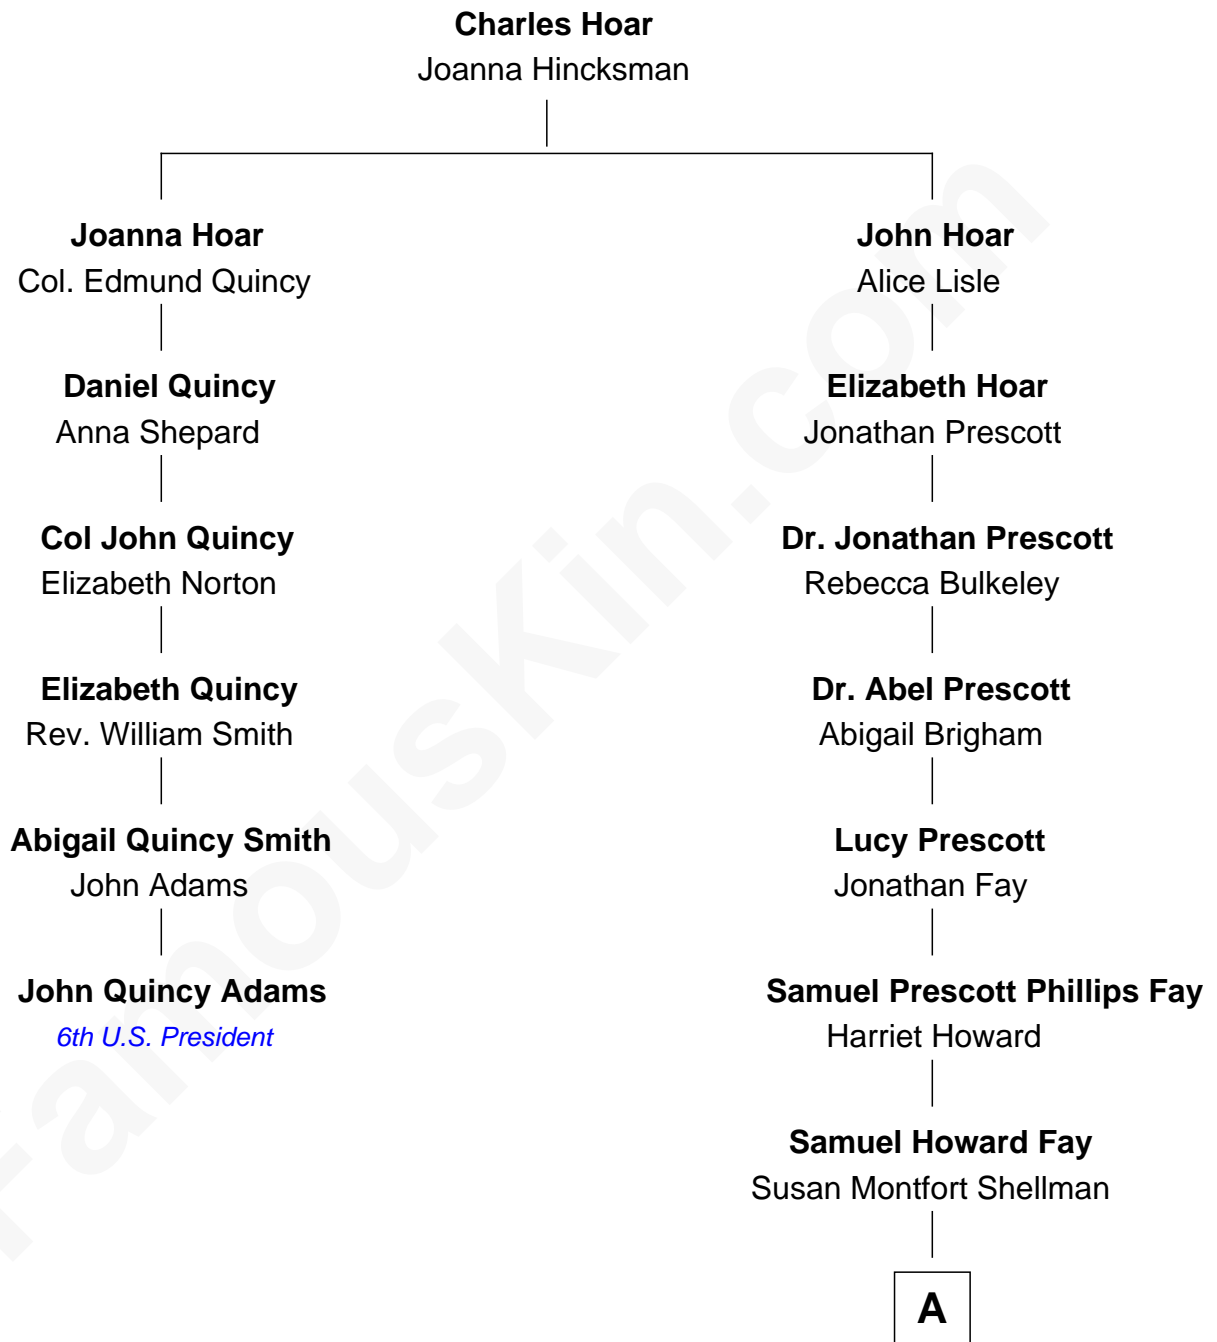 Charles Hoar
Joanna Hincksman
Joanna Hoar
Col. Edmund Quincy
John Hoar
Alice Lisle
Daniel Quincy
Anna Shepard
Elizabeth Hoar
Jonathan Prescott
Col John Quincy
Elizabeth Norton
Dr. Jonathan Prescott
Rebecca Bulkeley
Elizabeth Quincy
Rev. William Smith
Dr. Abel Prescott
Abigail Brigham
Abigail Quincy Smith
John Adams
Lucy Prescott
Jonathan Fay
John Quincy Adams
6th U.S. President
Samuel Prescott Phillips Fay
Harriet Howard
Samuel Howard Fay
Susan Montfort Shellman
A
FamousKin.com